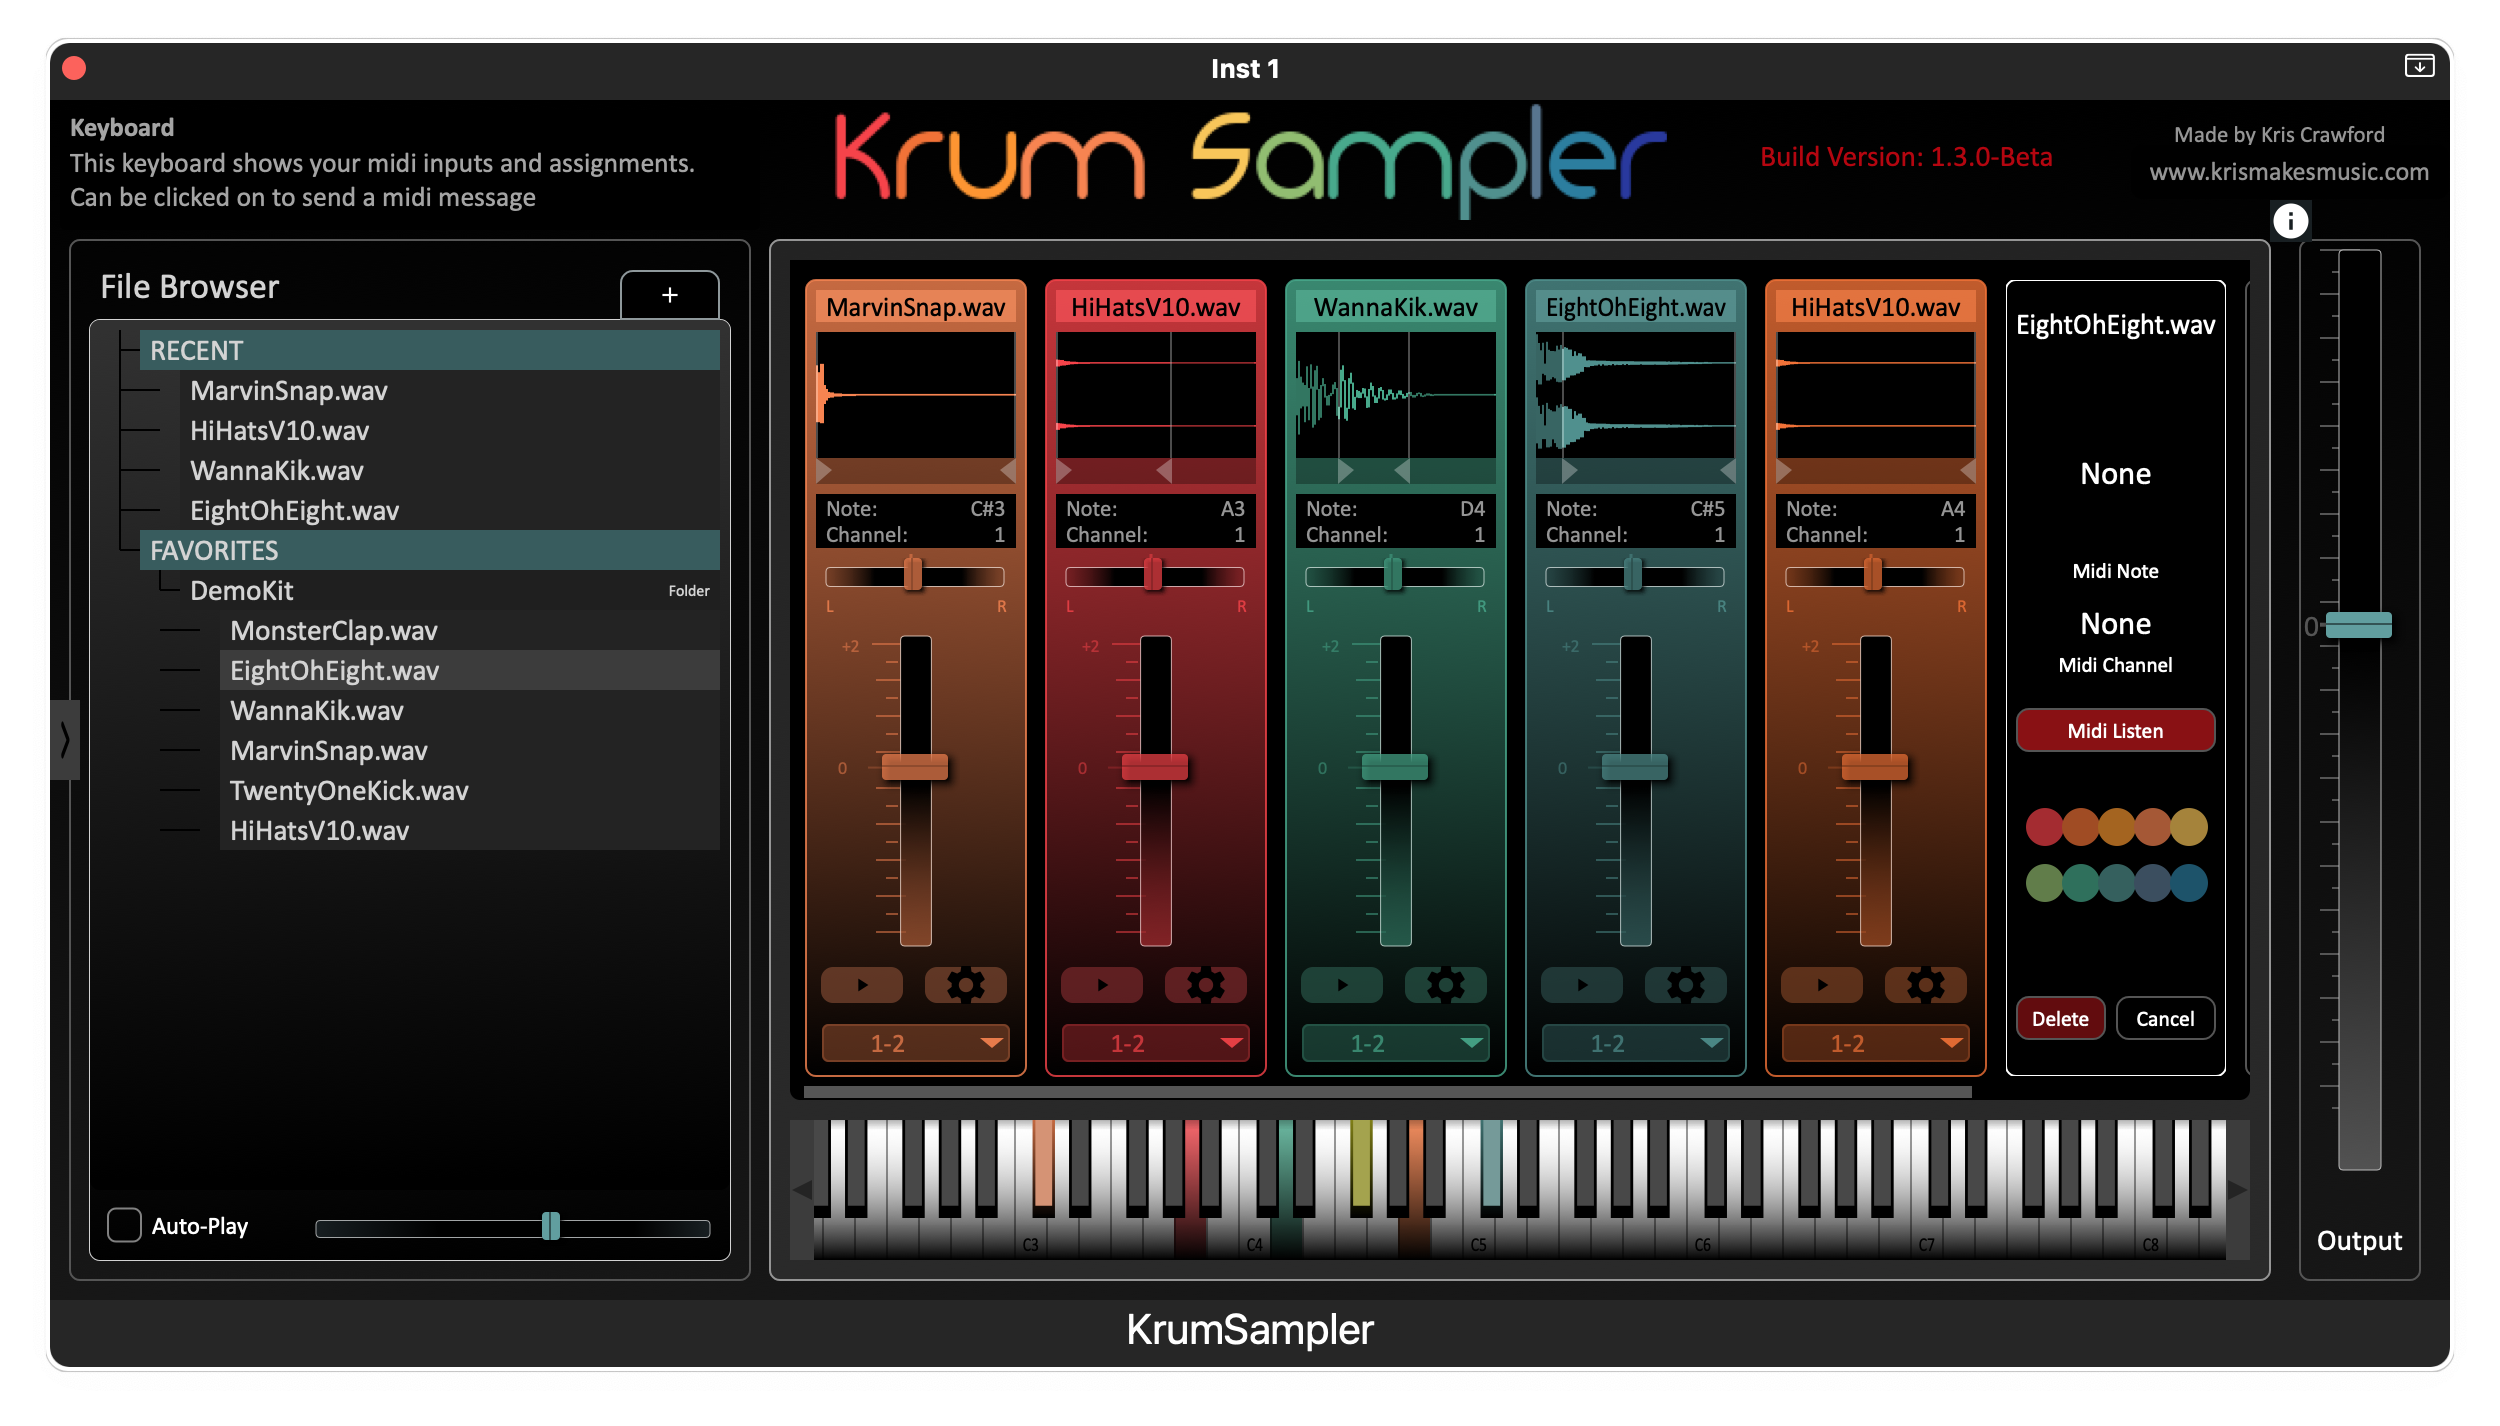 Inst 1
Keyboard
This keyboard shows your midi inputs and assignments.
Can be clicked on to send a midi message
Krum Sampler
Build Version: 1.3.0-Beta
Made by Kris Crawford
www.krismakesmusic.com
i
File Browser
+
RECENT
MarvinSnap.wav
HiHatsV10.wav
WannaKik.wav
EightOhEight.wav
FAVORITES
DemoKit Folder
MonsterClap.wav
EightOhEight.wav
WannaKik.wav
MarvinSnap.wav
TwentyOneKick.wav
HiHatsV10.wav
Auto-Play
MarvinSnap.wav
Note: C#3
Channel: 1
L R
+2
0
1-2
HiHatsV10.wav
Note: A3
Channel: 1
L R
+2
0
1-2
WannaKik.wav
Note: D4
Channel: 1
L R
+2
0
1-2
EightOhEight.wav
Note: C#5
Channel: 1
L R
+2
0
1-2
HiHatsV10.wav
Note: A4
Channel: 1
L R
+2
0
1-2
EightOhEight.wav
None
Midi Note
None
Midi Channel
Midi Listen
Delete Cancel
C3 C4 C5 C6 C7 C8
0
Output
KrumSampler